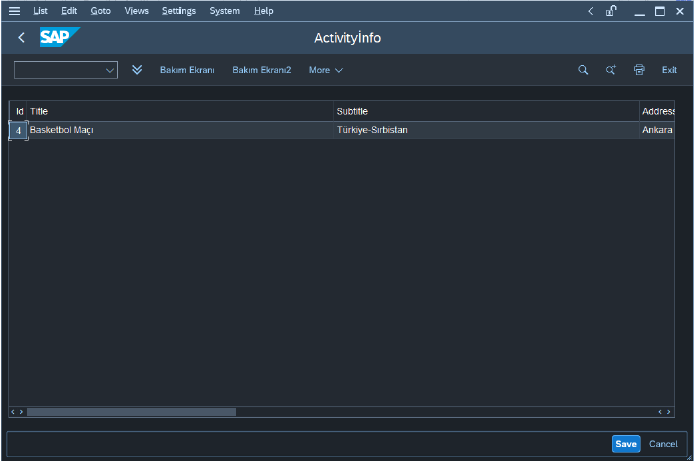 List Edit Goto Views Settings System Help
SAP ActivityInfo
Bakım Ekranı Bakım Ekranı2 More Exit
Id Title Subtitle Address
4 Basketbol Maçı Türkiye-Sırbistan Ankara
Save Cancel